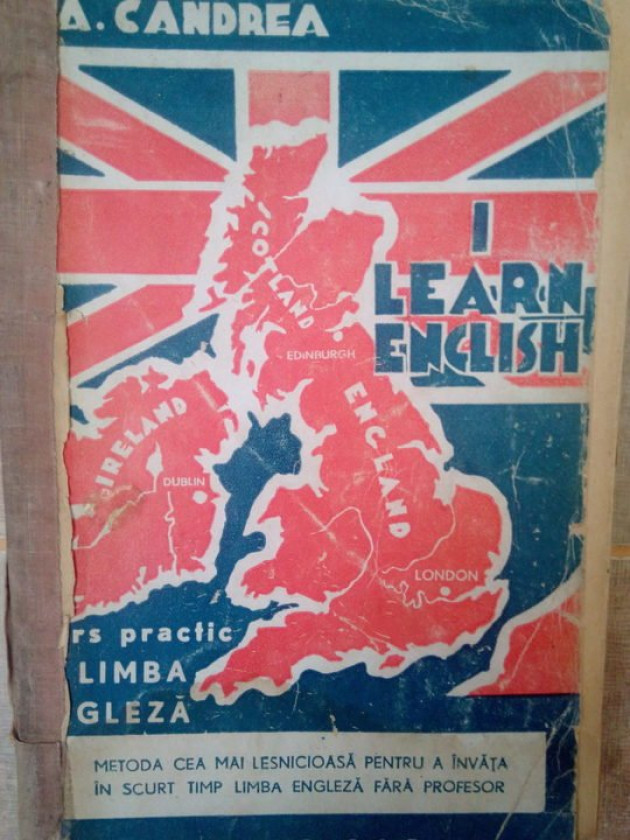 A. CANDREA
I
LEARN
ENGLISH
SCOTLAND
EDINBURGH
ENGLAND
IRELAND
DUBLIN
LONDON
rs practic
LIMBA
GLEZĂ
METODA CEA MAI LESNICIOASĂ PENTRU A ÎNVĂȚA
ÎN SCURT TIMP LIMBA ENGLEZĂ FĂRĂ PROFESOR